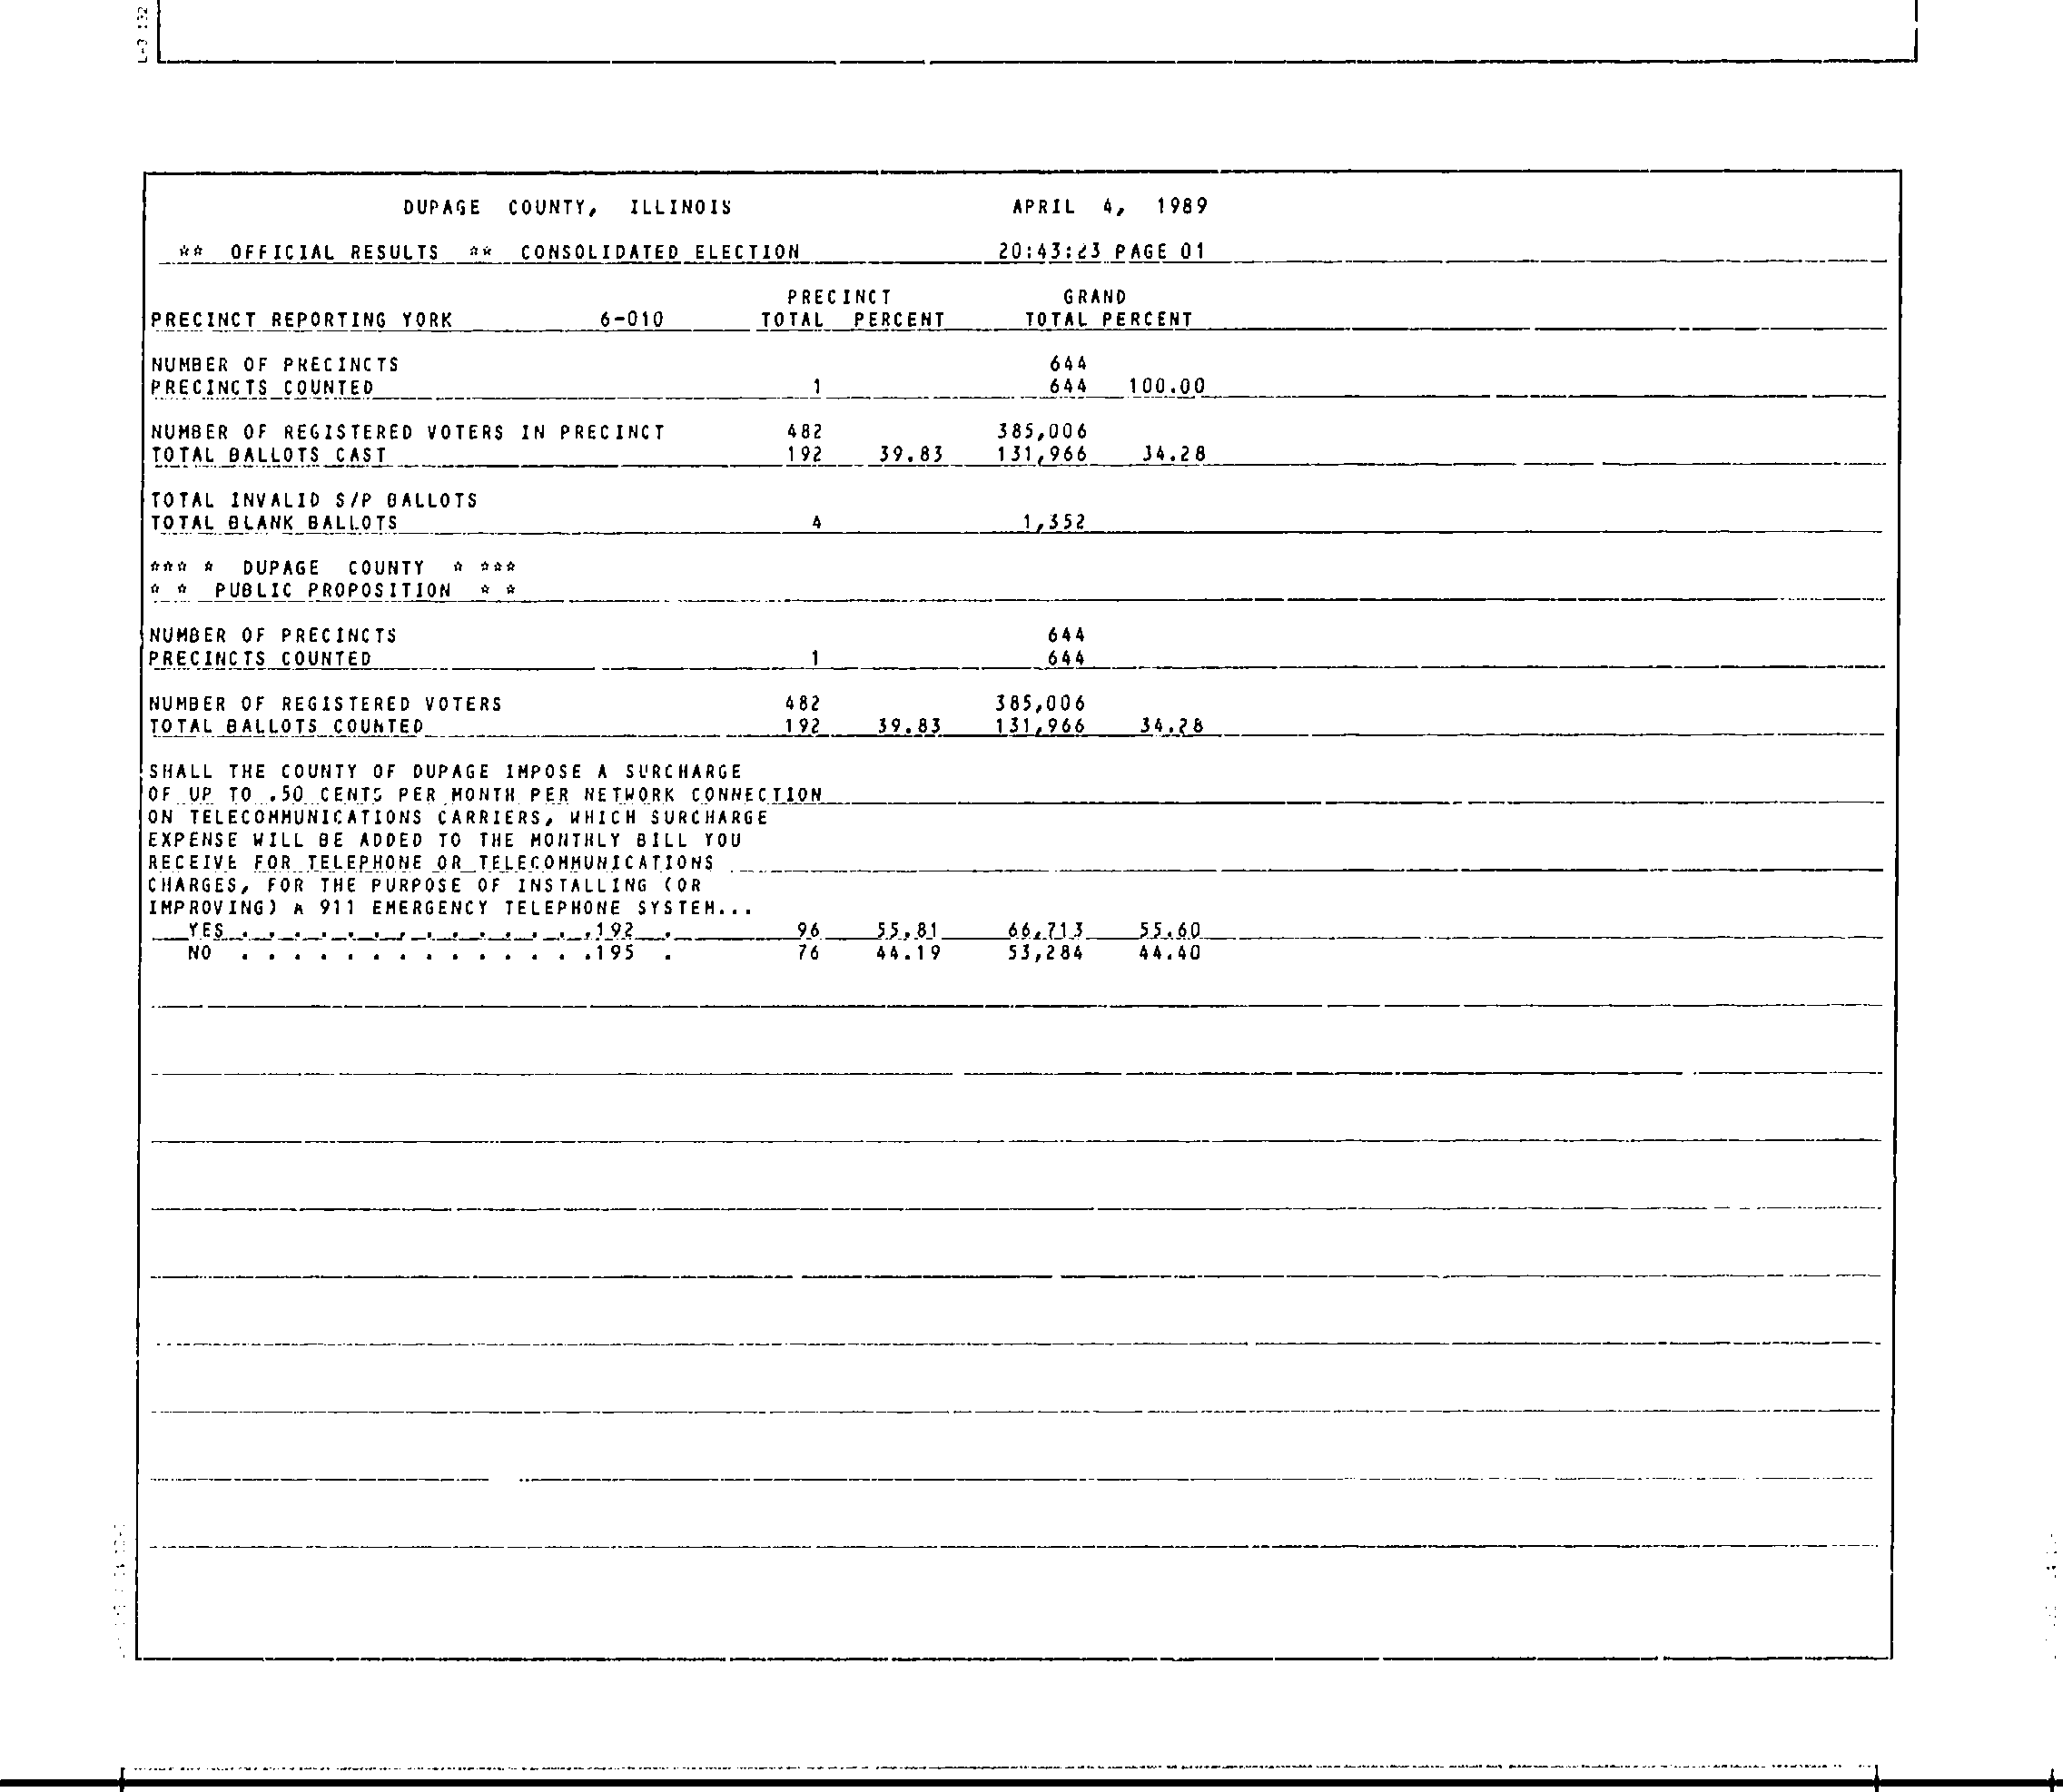 DUPAGE COUNTY, ILLINOIS APRIL 4, 1989
** OFFICIAL RESULTS ** CONSOLIDATED ELECTION 20:43:23 PAGE 01
PRECINCT GRAND
PRECINCT REPORTING YORK 6-010 TOTAL PERCENT TOTAL PERCENT
NUMBER OF PRECINCTS 644
PRECINCTS COUNTED 1 644 100.00
NUMBER OF REGISTERED VOTERS IN PRECINCT 482 385,006
TOTAL BALLOTS CAST 192 39.83 131,966 34.28
TOTAL INVALID S/P BALLOTS
TOTAL BLANK BALLOTS 4 1,352
*** * DUPAGE COUNTY * ***
* * PUBLIC PROPOSITION * *
NUMBER OF PRECINCTS 644
PRECINCTS COUNTED 1 644
NUMBER OF REGISTERED VOTERS 482 385,006
TOTAL BALLOTS COUNTED 192 39.83 131,966 34.28
SHALL THE COUNTY OF DUPAGE IMPOSE A SURCHARGE
OF UP TO .50 CENTS PER MONTH PER NETWORK CONNECTION
ON TELECOMMUNICATIONS CARRIERS, WHICH SURCHARGE
EXPENSE WILL BE ADDED TO THE MONTHLY BILL YOU
RECEIVE FOR TELEPHONE OR TELECOMMUNICATIONS
CHARGES, FOR THE PURPOSE OF INSTALLING (OR
IMPROVING) A 911 EMERGENCY TELEPHONE SYSTEM...
YES . . . . . . . . . . . . . .192 . 96 55.81 66,713 55.60
NO . . . . . . . . . . . . . .195 . 76 44.19 53,284 44.40